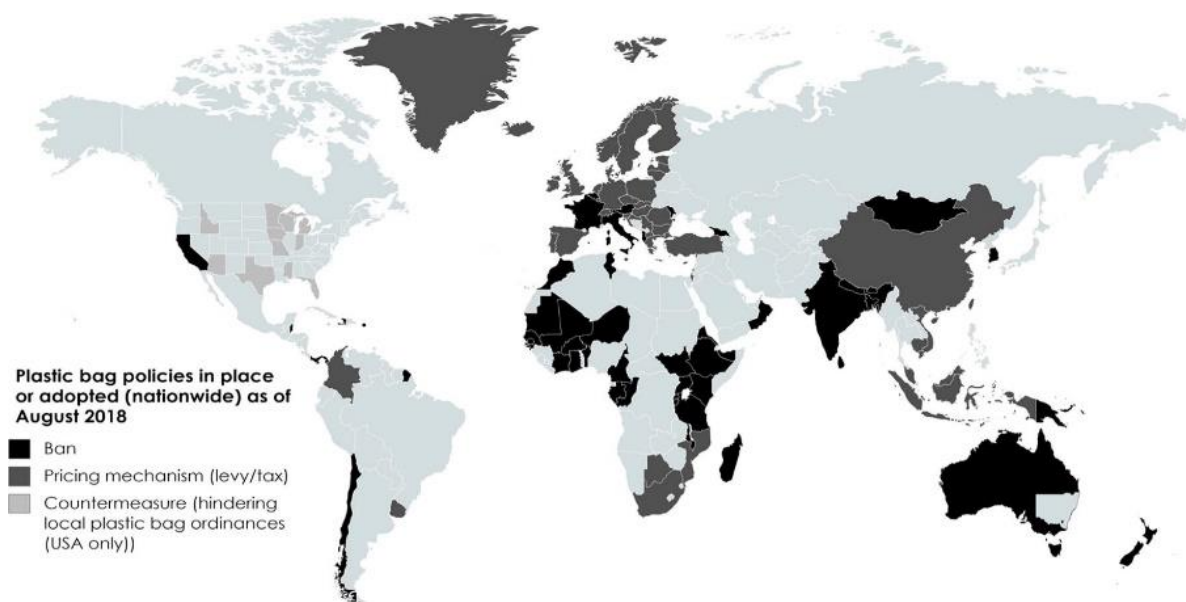 Plastic bag policies in place
or adopted (nationwide) as of
August 2018
Ban
Pricing mechanism (levy/tax)
Countermeasure (hindering
local plastic bag ordinances
(USA only))